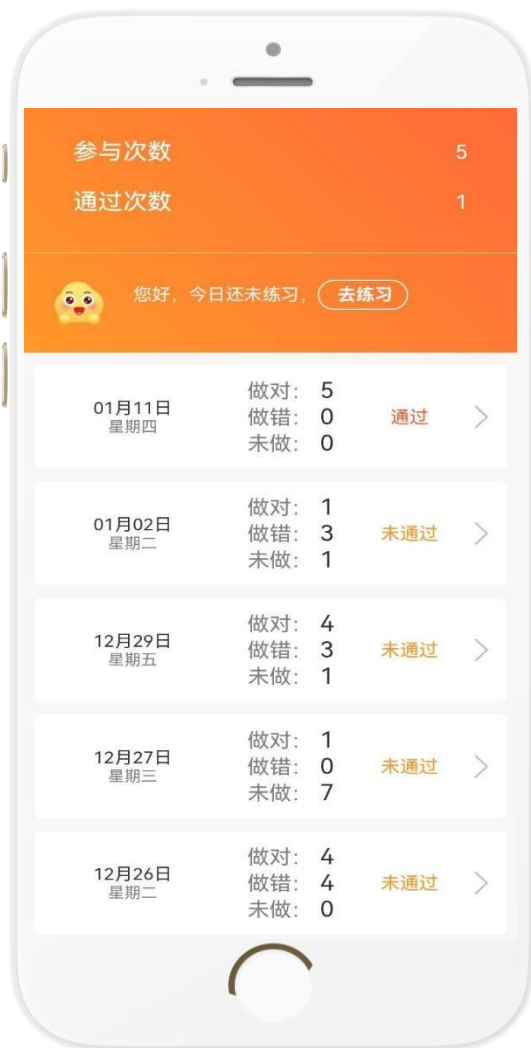 参与次数 5
通过次数 1
您好，今日还未练习， 去练习
01月11日
星期四
做对： 5
做错： 0
未做： 0
通过
01月02日
星期二
做对： 1
做错： 3
未做： 1
未通过
12月29日
星期五
做对： 4
做错： 3
未做： 1
未通过
12月27日
星期三
做对： 1
做错： 0
未做： 7
未通过
12月26日
星期二
做对： 4
做错： 4
未做： 0
未通过